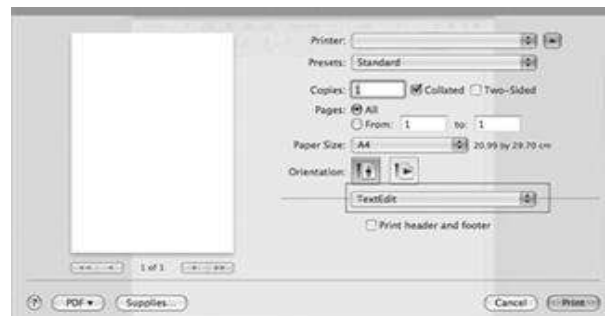 Printer:
Presets: Standard
Copies: 1 Collated Two-Sided
Pages: All
From: 1 to: 1
Paper Size: A4 20.99 by 29.70 cm
Orientation:
TextEdit
Print header and footer
1 of 1
? PDF Supplies... Cancel Print